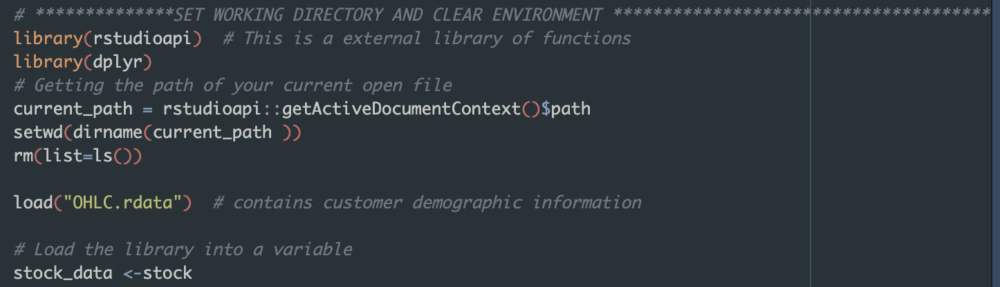 # **************SET WORKING DIRECTORY AND CLEAR ENVIRONMENT **************************************
library(rstudioapi)  # This is a external library of functions
library(dplyr)
# Getting the path of your current open file
current_path = rstudioapi::getActiveDocumentContext()$path
setwd(dirname(current_path ))
rm(list=ls())
load("OHLC.rdata")  # contains customer demographic information
# Load the library into a variable
stock_data <-stock